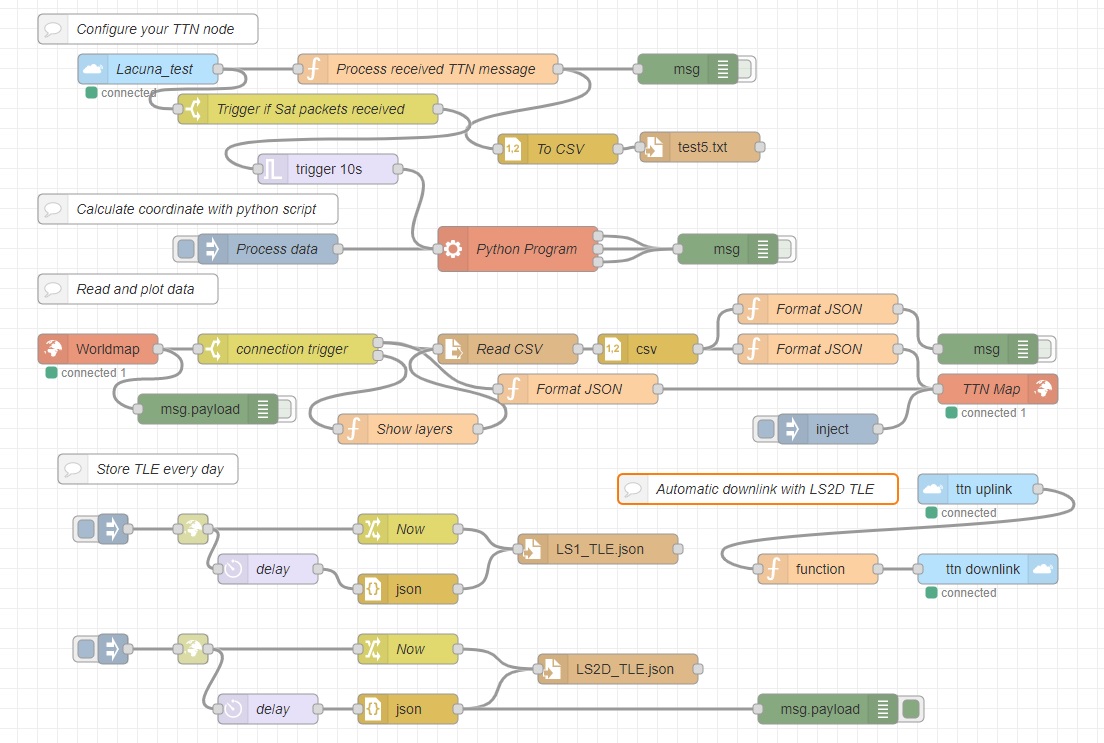 Configure your TTN node
Lacuna_test
Process received TTN message
msg
connected
Trigger if Sat packets received
1,2
To CSV
test5.txt
trigger 10s
Calculate coordinate with python script
Process data
Python Program
msg
Read and plot data
Format JSON
Worldmap
connection trigger
Read CSV
1,2
csv
Format JSON
msg
connected 1
Format JSON
TTN Map
msg.payload
connected 1
Show layers
inject
Store TLE every day
Automatic downlink with LS2D TLE
ttn uplink
connected
Now
LS1_TLE.json
delay
function
ttn downlink
{}
json
connected
Now
LS2D_TLE.json
delay
{}
json
msg.payload